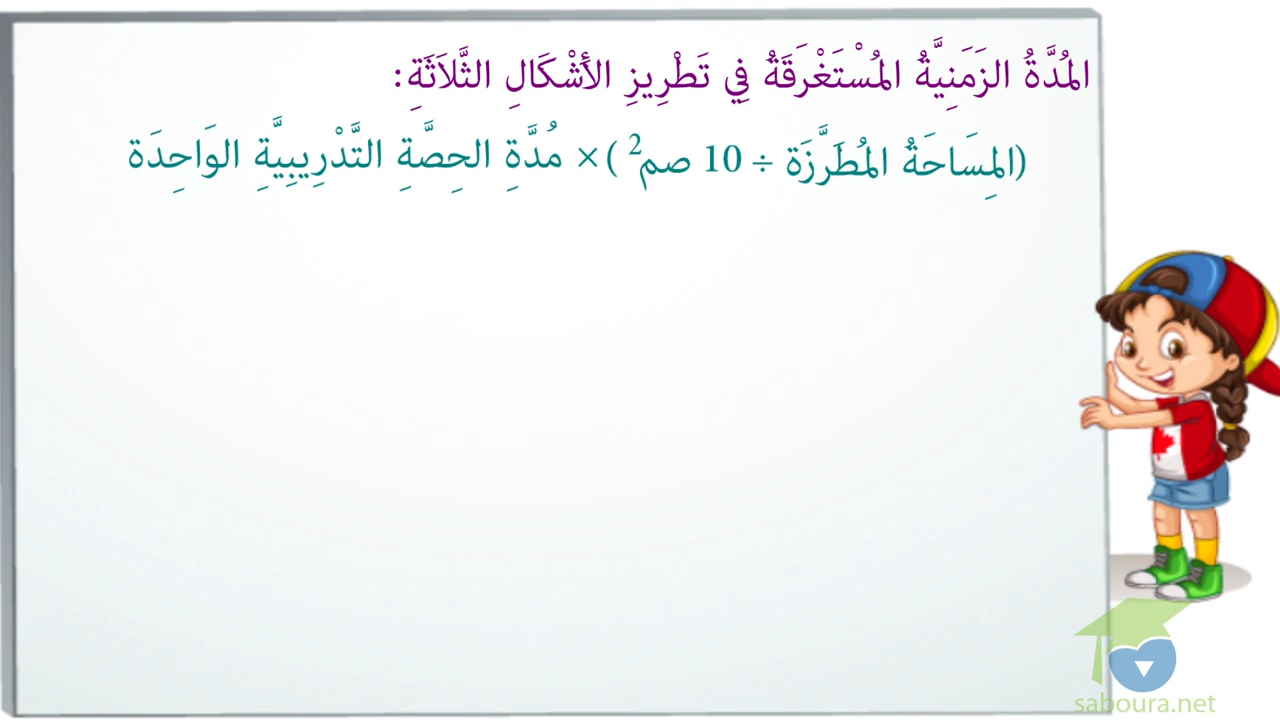 المُدَّةُ الزَمَنِيَّةُ المُسْتَغْرَقَةُ فِي تَطْرِيزِ الأَشْكَالِ الثَّلاَثَةِ:
(المِسَاحَةُ المُطَرَّزَة ÷ 10 صم²) × مُدَّةِ الحِصَّةِ التَّدْرِيبِيَّةِ الوَاحِدَة
saboura.net